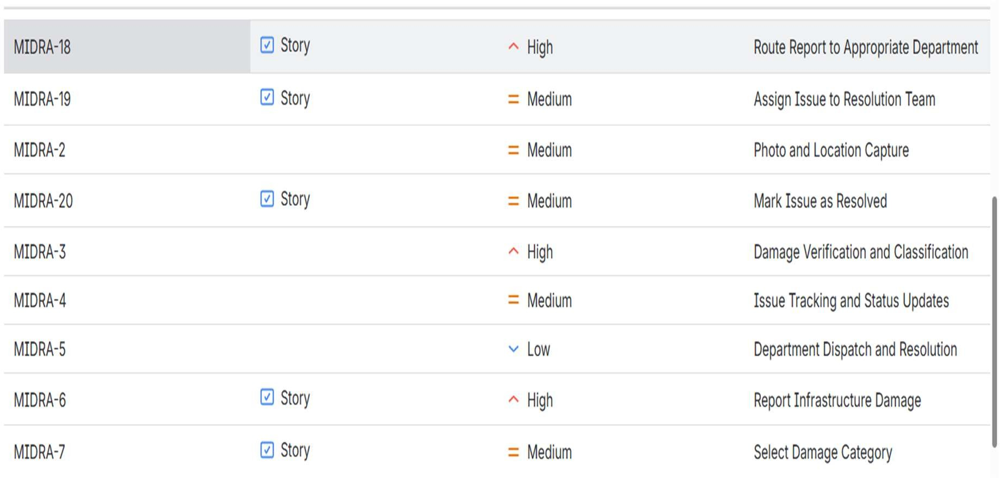 MIDRA-18 Story High Route Report to Appropriate Department
MIDRA-19 Story Medium Assign Issue to Resolution Team
MIDRA-2 Medium Photo and Location Capture
MIDRA-20 Story Medium Mark Issue as Resolved
MIDRA-3 High Damage Verification and Classification
MIDRA-4 Medium Issue Tracking and Status Updates
MIDRA-5 Low Department Dispatch and Resolution
MIDRA-6 Story High Report Infrastructure Damage
MIDRA-7 Story Medium Select Damage Category